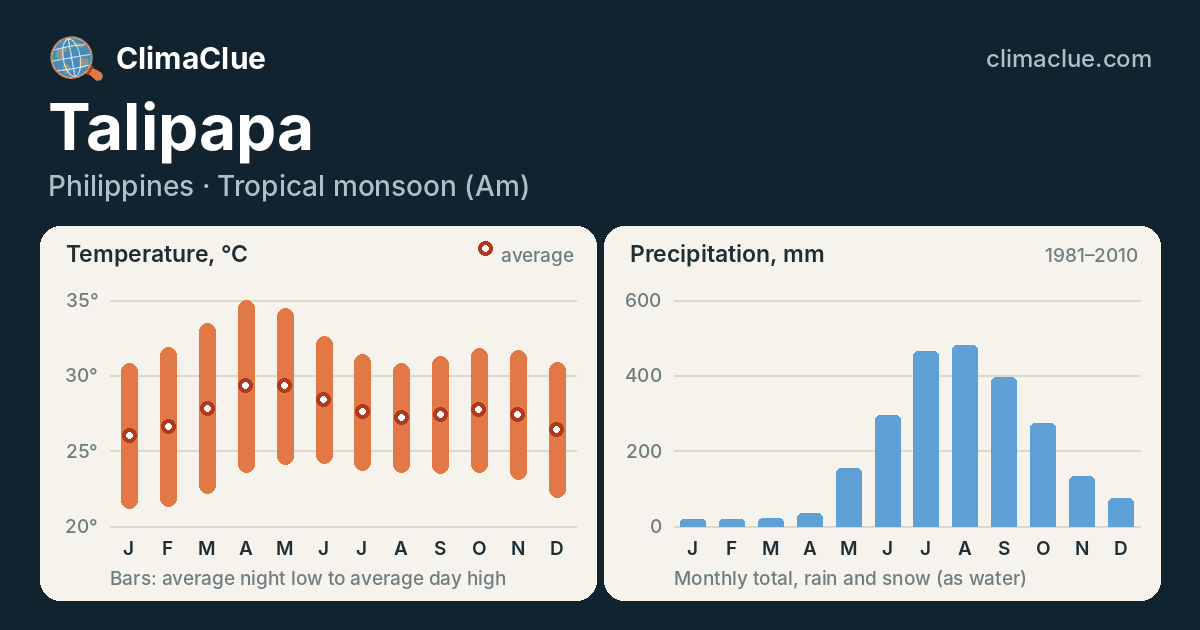 ClimaClue
climaclue.com
Talipapa
Philippines · Tropical monsoon (Am)
Temperature, °C
average
35°
30°
25°
20°
J F M A M J J A S O N D
Bars: average night low to average day high
Precipitation, mm
1981–2010
600
400
200
0
J F M A M J J A S O N D
Monthly total, rain and snow (as water)